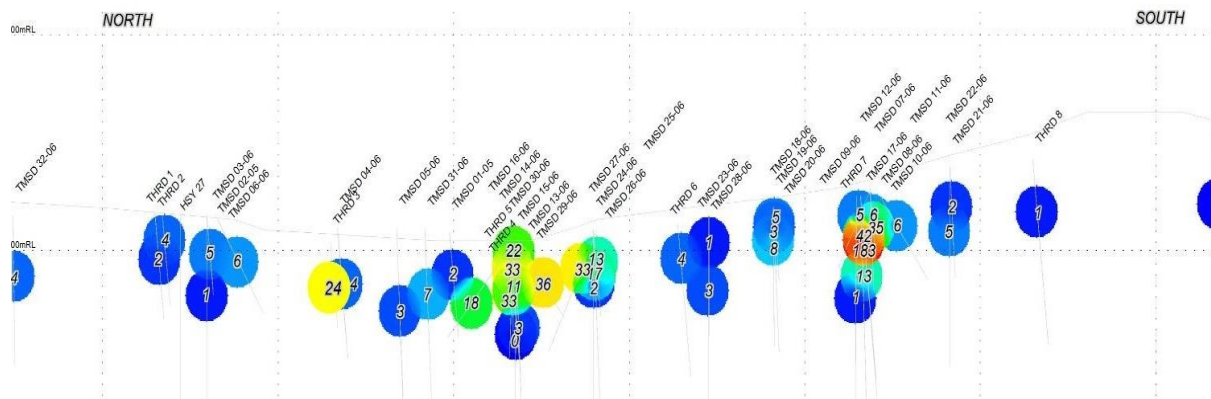 NORTH
SOUTH
00mRL
TMSD 32-06
THRD 1
THRD 2
HSY 27
TMSD 03-06
TMSD 02-05
TMSD 06-06
TMSD 04-06
THRD 3
TMSD 05-06
TMSD 31-06
TMSD 01-05
TMSD 16-06
TMSD 14-06
TMSD 30-06
THRD 5
TMSD 15-06
THRD 4
TMSD 13-06
TMSD 29-06
TMSD 27-06
TMSD 24-06
TMSD 26-06
TMSD 25-06
THRD 6
TMSD 23-06
TMSD 28-06
TMSD 18-06
TMSD 19-06
TMSD 20-06
TMSD 09-06
THRD 7
TMSD 12-06
TMSD 07-06
TMSD 17-06
TMSD 08-06
TMSD 10-06
TMSD 11-06
TMSD 22-06
TMSD 21-06
THRD 8
00mRL
4
4
2
5
6
1
24
4
3
7
2
18
22
33
11
33
3
0
36
33
13
17
2
4
1
3
5
3
8
5
6
35
42
183
13
1
6
2
5
1